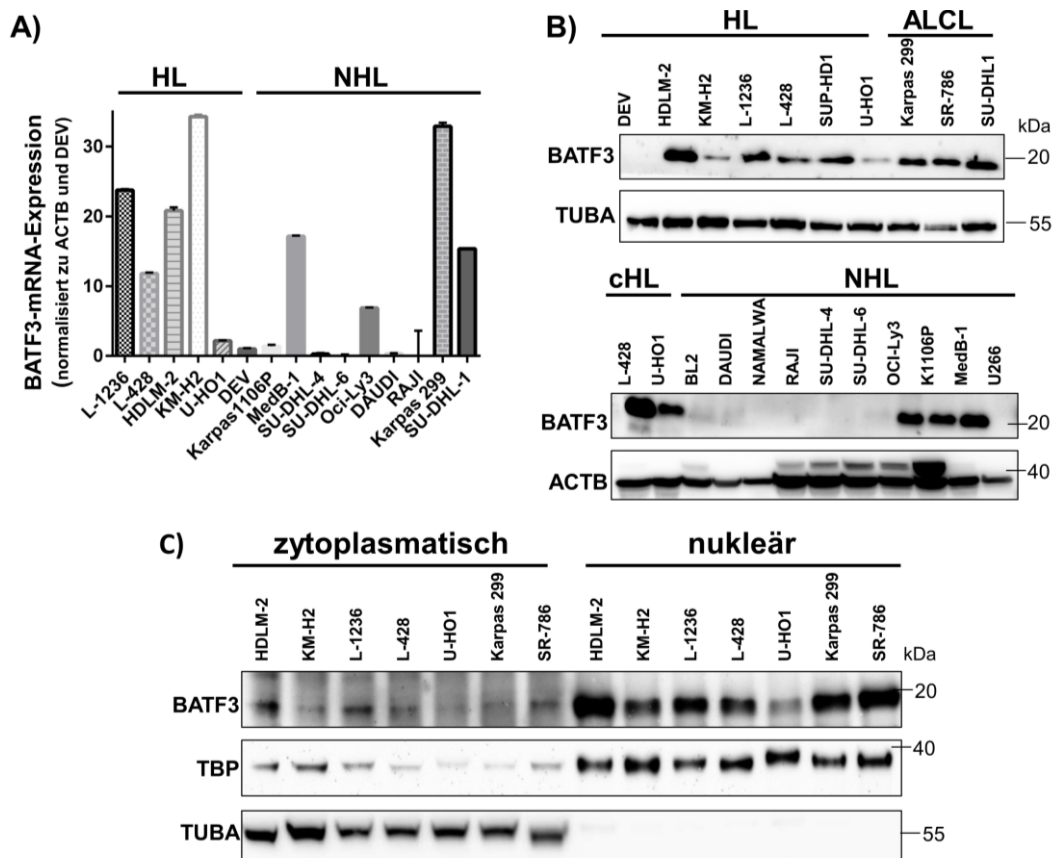 A)
HL NHL
BATF3-mRNA-Expression
(normalisiert zu ACTB und DEV)
30
20
10
0
L-1236
L-428
HDLM-2
KM-H2
U-HO1
DEV
Karpas1106P
MedB-1
SU-DHL-4
SU-DHL-6
Oci-Ly3
DAUDI
RAJI
Karpas 299
SU-DHL-1
B)
HL ALCL
DEV
HDLM-2
KM-H2
L-1236
L-428
SUP-HD1
U-HO1
Karpas 299
SR-786
SU-DHL1
kDa
BATF3 20
TUBA 55
cHL NHL
L-428
U-HO1
BL2
DAUDI
NAMALWA
RAJI
SU-DHL-4
SU-DHL-6
OCI-Ly3
K1106P
MedB-1
U266
BATF3 20
ACTB 40
C)
zytoplasmatisch nukleär
HDLM-2
KM-H2
L-1236
L-428
U-HO1
Karpas 299
SR-786
HDLM-2
KM-H2
L-1236
L-428
U-HO1
Karpas 299
SR-786
kDa
BATF3 20
TBP 40
TUBA 55